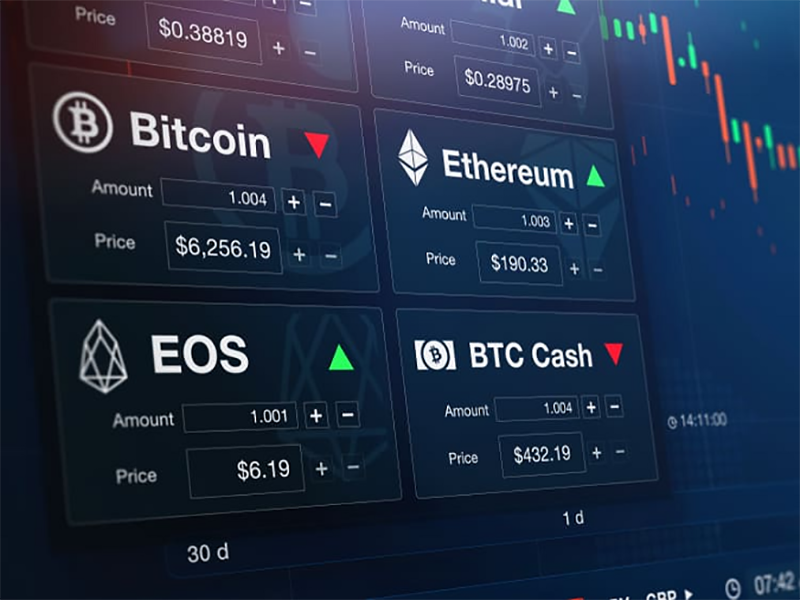 Price
$0.38819
+
−
Amount
1.002
+
−
Price
$0.28975
+
−
Bitcoin
Amount
1.004
+
−
Price
$6,256.19
+
−
Ethereum
Amount
1.003
+
−
Price
$190.33
+
−
EOS
Amount
1.001
+
−
Price
$6.19
+
−
BTC Cash
Amount
1.004
+
−
Price
$432.19
+
−
14:11:00
30 d
1 d
GBP
07:42